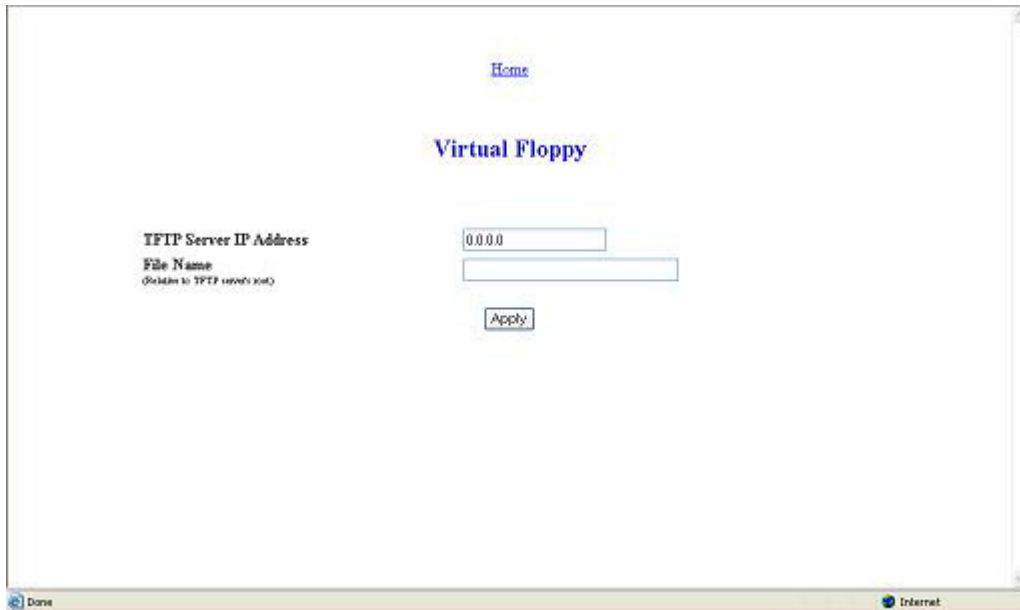 Home
Virtual Floppy
TFTP Server IP Address
0.0.0.0
File Name
(Relative to TFTP server's root)
Apply
Done
Internet